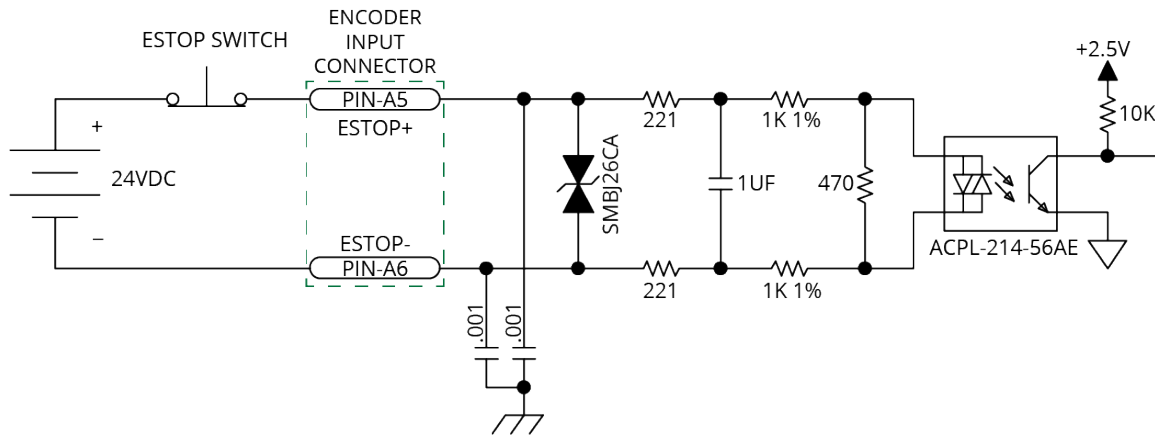 ENCODER
INPUT
CONNECTOR
ESTOP SWITCH
+2.5V
PIN-A5
ESTOP+
221
1K 1%
10K
+
24VDC
–
SMBJ26CA
1UF
470
ACPL-214-56AE
ESTOP-
PIN-A6
221
1K 1%
.001
.001